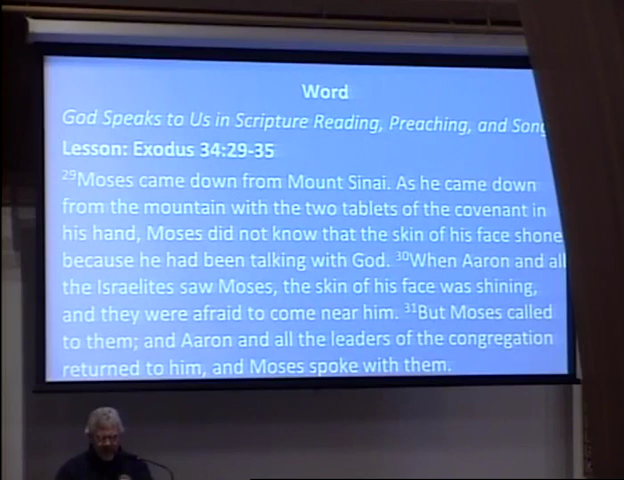 Word
God Speaks to Us in Scripture Reading, Preaching, and Song
Lesson: Exodus 34:29-35
²⁹Moses came down from Mount Sinai. As he came down
from the mountain with the two tablets of the covenant in
his hand, Moses did not know that the skin of his face shone
because he had been talking with God. ³⁰When Aaron and all
the Israelites saw Moses, the skin of his face was shining,
and they were afraid to come near him. ³¹But Moses called
to them; and Aaron and all the leaders of the congregation
returned to him, and Moses spoke with them.